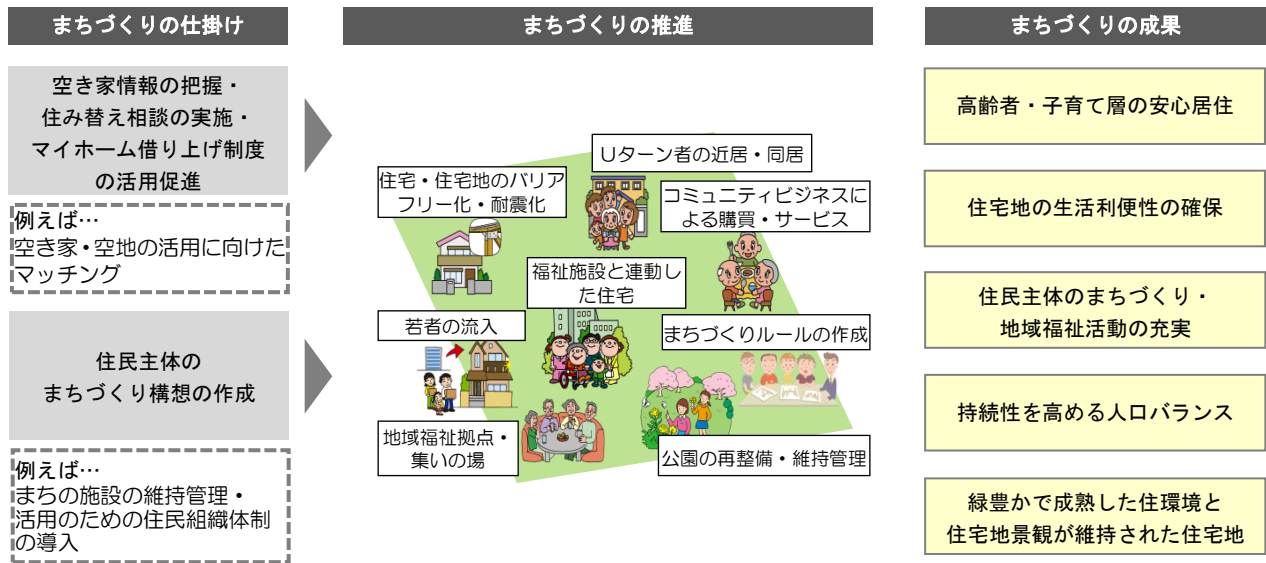 まちづくりの仕掛け
空き家情報の把握・
住み替え相談の実施・
マイホーム借り上げ制度
の活用促進
例えば…
空き家・空地の活用に向けた
マッチング
住民主体の
まちづくり構想の作成
例えば…
まちの施設の維持管理・
活用のための住民組織体制
の導入
まちづくりの推進
Uターン者の近居・同居
住宅・住宅地のバリア
フリー化・耐震化
コミュニティビジネスに
よる購買・サービス
福祉施設と連動し
た住宅
若者の流入
まちづくりルールの作成
地域福祉拠点・
集いの場
公園の再整備・維持管理
まちづくりの成果
高齢者・子育て層の安心居住
住宅地の生活利便性の確保
住民主体のまちづくり・
地域福祉活動の充実
持続性を高める人口バランス
緑豊かで成熟した住環境と
住宅地景観が維持された住宅地